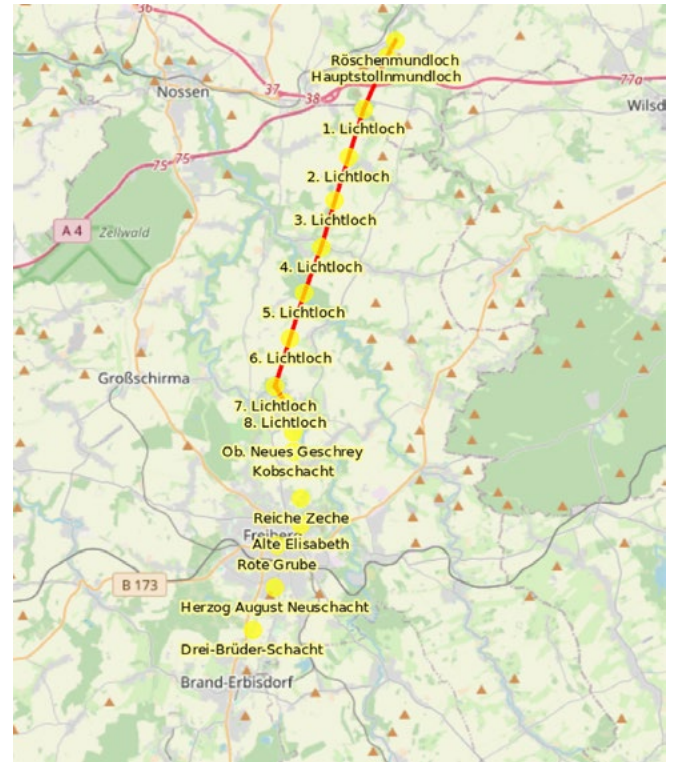 36
Röschenmundloch
Hauptstollnmundloch
77a
37
38
Nossen
Wilsd
1. Lichtloch
75
75
2. Lichtloch
3. Lichtloch
A 4
Zellwald
4. Lichtloch
5. Lichtloch
6. Lichtloch
Großschirma
7. Lichtloch
8. Lichtloch
Ob. Neues Geschrey
Kobschacht
Reiche Zeche
Freiberg
Alte Elisabeth
Rote Grube
B 173
Herzog August Neuschacht
Drei-Brüder-Schacht
Brand-Erbisdorf